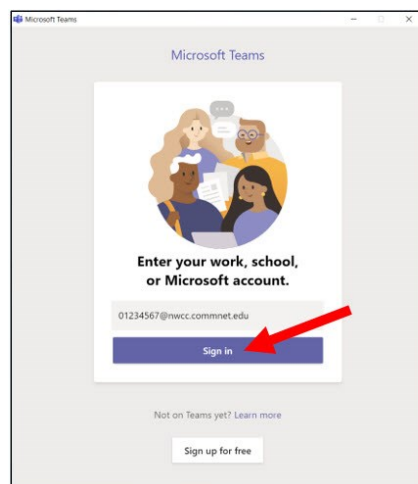 Microsoft Teams
Microsoft Teams
Enter your work, school,
or Microsoft account.
01234567@nwcc.commnet.edu
Sign in
Not on Teams yet? Learn more
Sign up for free